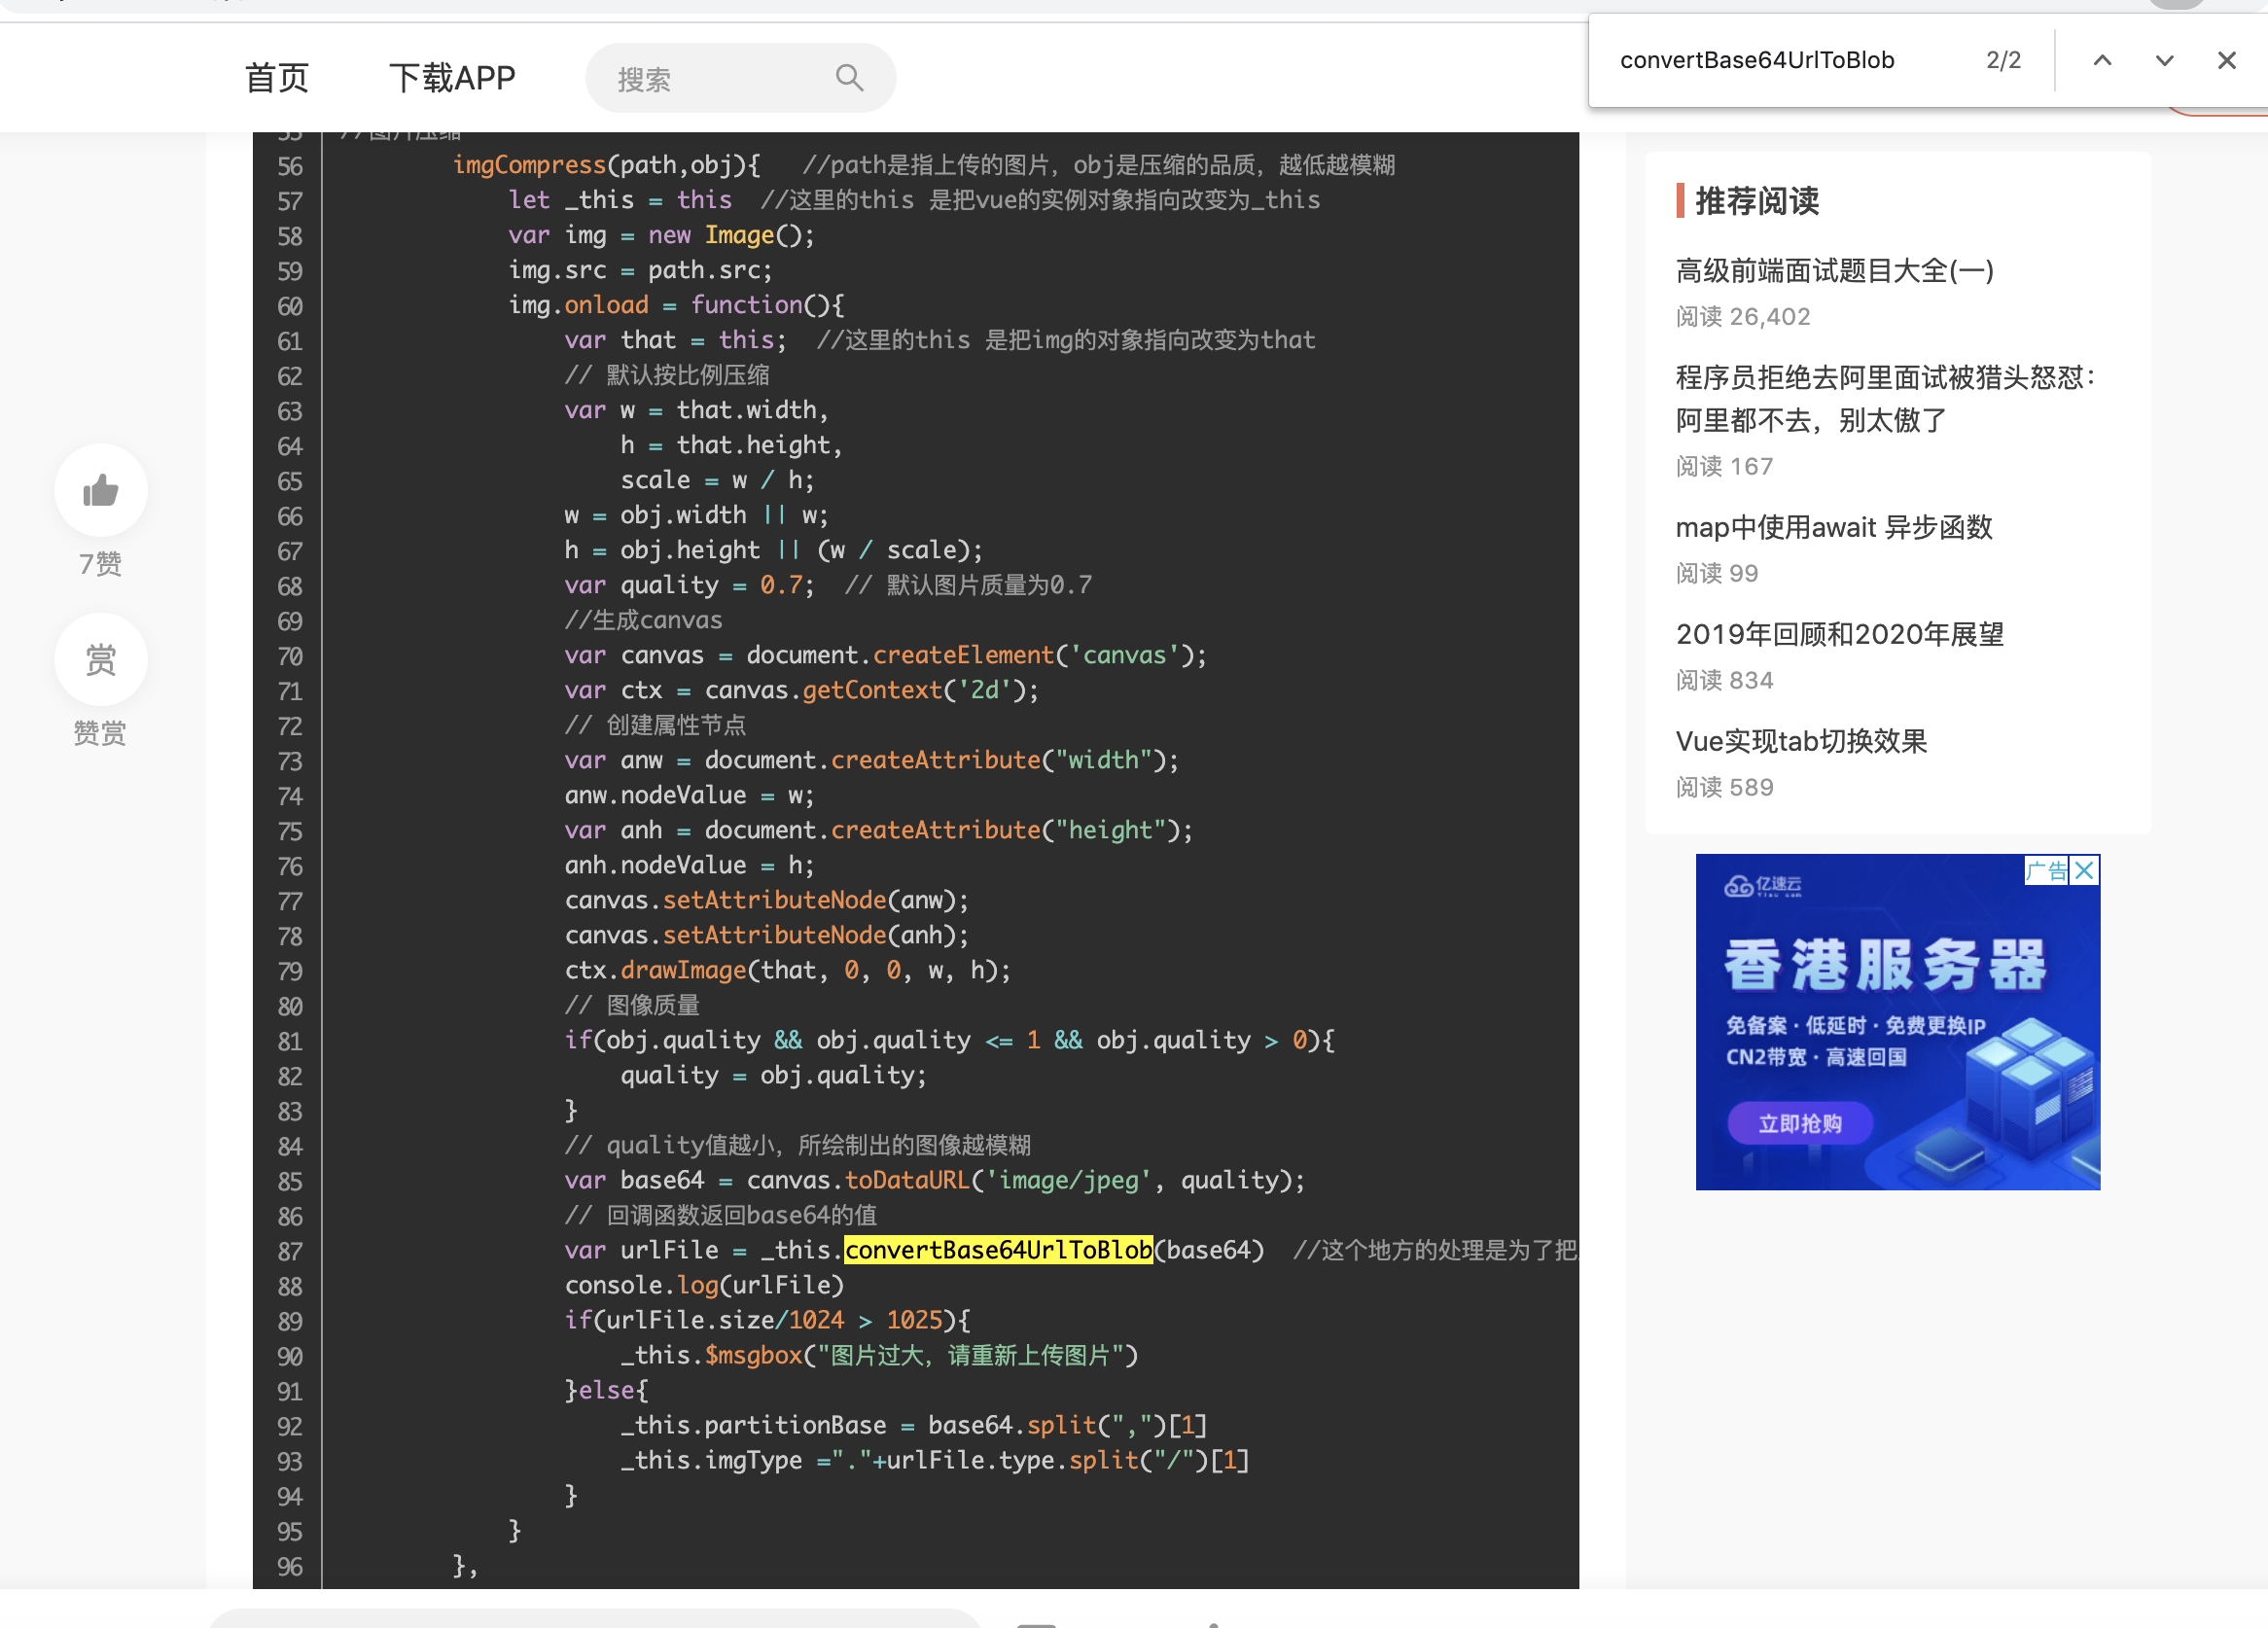 首页
下载APP
搜索
convertBase64UrlToBlob
2/2
55 //图片压缩
56 imgCompress(path,obj){ //path是指上传的图片，obj是压缩的品质，越低越模糊
57 let _this = this //这里的this 是把vue的实例对象指向改变为_this
58 var img = new Image();
59 img.src = path.src;
60 img.onload = function(){
61 var that = this; //这里的this 是把img的对象指向改变为that
62 // 默认按比例压缩
63 var w = that.width,
64 h = that.height,
65 scale = w / h;
66 w = obj.width || w;
67 h = obj.height || (w / scale);
68 var quality = 0.7; // 默认图片质量为0.7
69 //生成canvas
70 var canvas = document.createElement('canvas');
71 var ctx = canvas.getContext('2d');
72 // 创建属性节点
73 var anw = document.createAttribute("width");
74 anw.nodeValue = w;
75 var anh = document.createAttribute("height");
76 anh.nodeValue = h;
77 canvas.setAttributeNode(anw);
78 canvas.setAttributeNode(anh);
79 ctx.drawImage(that, 0, 0, w, h);
80 // 图像质量
81 if(obj.quality && obj.quality <= 1 && obj.quality > 0){
82 quality = obj.quality;
83 }
84 // quality值越小，所绘制出的图像越模糊
85 var base64 = canvas.toDataURL('image/jpeg', quality);
86 // 回调函数返回base64的值
87 var urlFile = _this.convertBase64UrlToBlob(base64) //这个地方的处理是为了把
88 console.log(urlFile)
89 if(urlFile.size/1024 > 1025){
90 _this.$msgbox("图片过大，请重新上传图片")
91 }else{
92 _this.partitionBase = base64.split(",")[1]
93 _this.imgType ="."+urlFile.type.split("/")[1]
94 }
95 }
96 },
7赞
赏
赞赏
推荐阅读
高级前端面试题目大全(一)
阅读 26,402
程序员拒绝去阿里面试被猎头怒怼：
阿里都不去，别太傲了
阅读 167
map中使用await 异步函数
阅读 99
2019年回顾和2020年展望
阅读 834
Vue实现tab切换效果
阅读 589
广告
亿速云
Yisu.com
香港服务器
免备案·低延时·免费更换IP
CN2带宽·高速回国
立即抢购